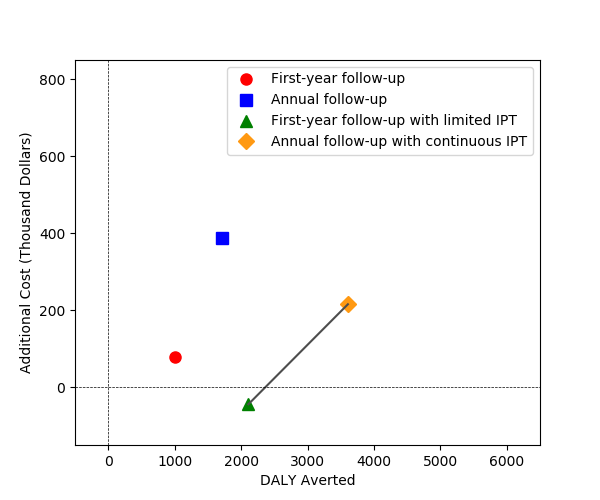 First-year follow-up
Annual follow-up
First-year follow-up with limited IPT
Annual follow-up with continuous IPT
800
600
400
200
0
Additional Cost (Thousand Dollars)
0 1000 2000 3000 4000 5000 6000
DALY Averted